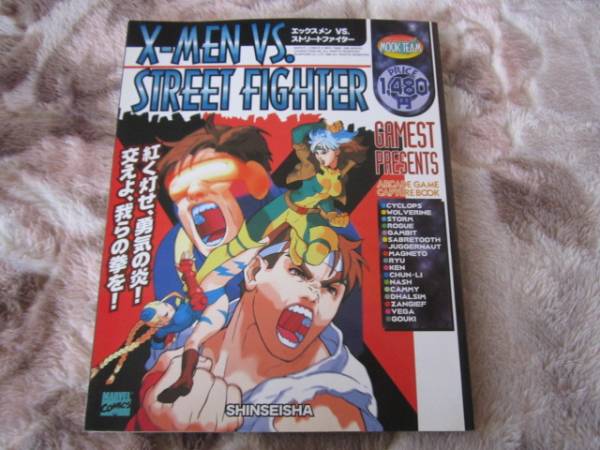 X-MEN VS.
STREET FIGHTER
エックスメン VS.
ストリートファイター
MOOK TEAM
PRICE
1,480
円
GAMEST
PRESENTS
ARCADE GAME
CAPTURE BOOK
CYCLOPS
WOLVERINE
STORM
ROGUE
GAMBIT
SABRETOOTH
JUGGERNAUT
MAGNETO
RYU
KEN
CHUN-LI
NASH
CAMMY
DHALSIM
ZANGIEF
VEGA
GOUKI
紅く灯ぜ、勇気の炎!
交えよ、我らの拳を!
MARVEL
COMICS
SHINSEISHA